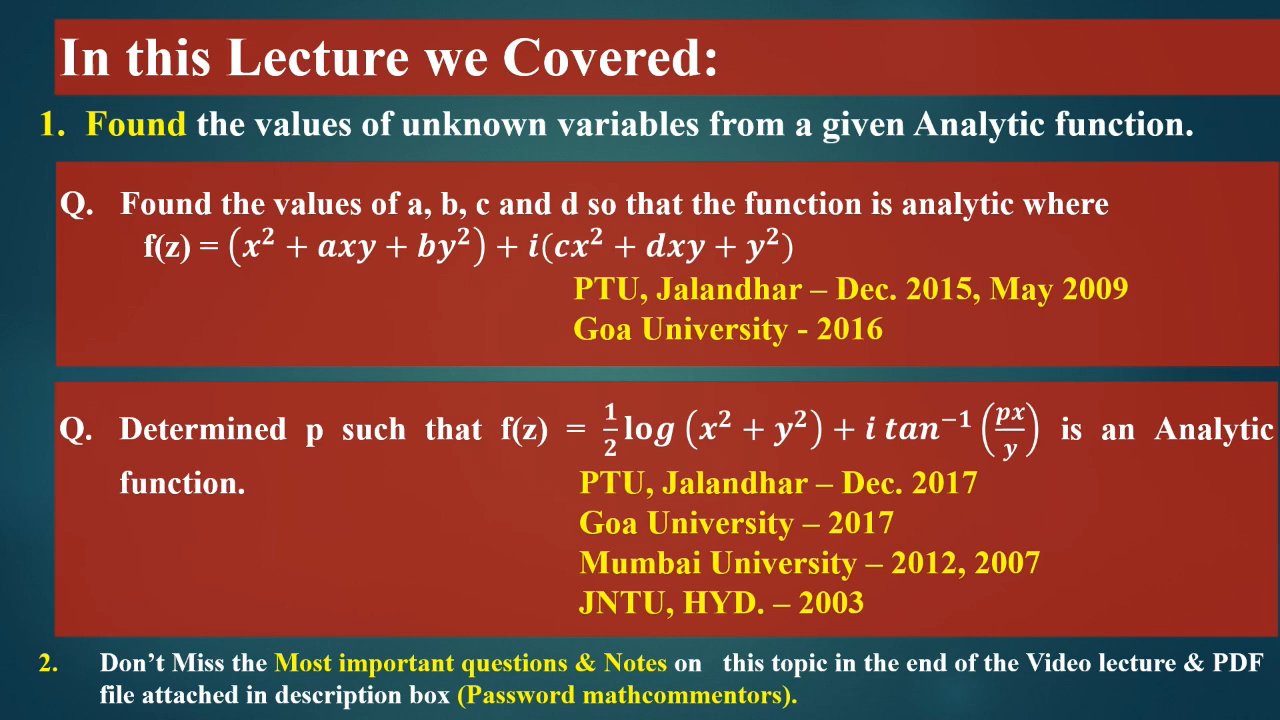 In this Lecture we Covered:
1. Found the values of unknown variables from a given Analytic function.
Q. Found the values of a, b, c and d so that the function is analytic where
f(z) = (x² + axy + by²) + i(cx² + dxy + y²)
PTU, Jalandhar – Dec. 2015, May 2009
Goa University - 2016
Q. Determined p such that f(z) = 1/2 log (x² + y²) + i tan⁻¹ (px/y) is an Analytic
function. PTU, Jalandhar – Dec. 2017
Goa University – 2017
Mumbai University – 2012, 2007
JNTU, HYD. – 2003
2. Don’t Miss the Most important questions & Notes on this topic in the end of the Video lecture & PDF
file attached in description box (Password mathcommentors).